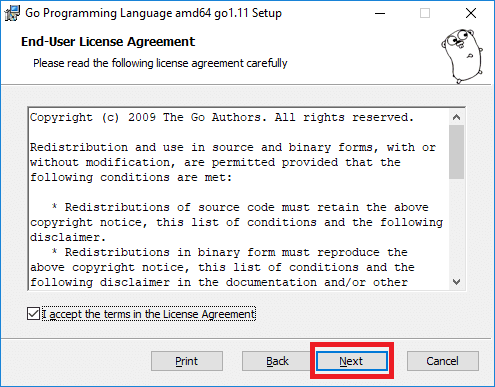 Go Programming Language amd64 go1.11 Setup
End-User License Agreement
Please read the following license agreement carefully
Copyright (c) 2009 The Go Authors. All rights reserved.
Redistribution and use in source and binary forms, with or
without modification, are permitted provided that the
following conditions are met:
* Redistributions of source code must retain the above
copyright notice, this list of conditions and the following
disclaimer.
* Redistributions in binary form must reproduce the
above copyright notice, this list of conditions and the
following disclaimer in the documentation and/or other
I accept the terms in the License Agreement
Print Back Next Cancel